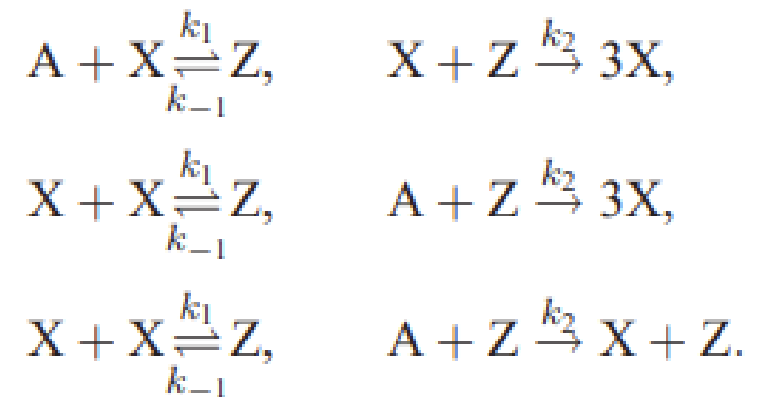 A + X k₁ ⇌ k₋₁ Z, X + Z k₂ → 3X,
X + X k₁ ⇌ k₋₁ Z, A + Z k₂ → 3X,
X + X k₁ ⇌ k₋₁ Z, A + Z k₂ → X + Z.